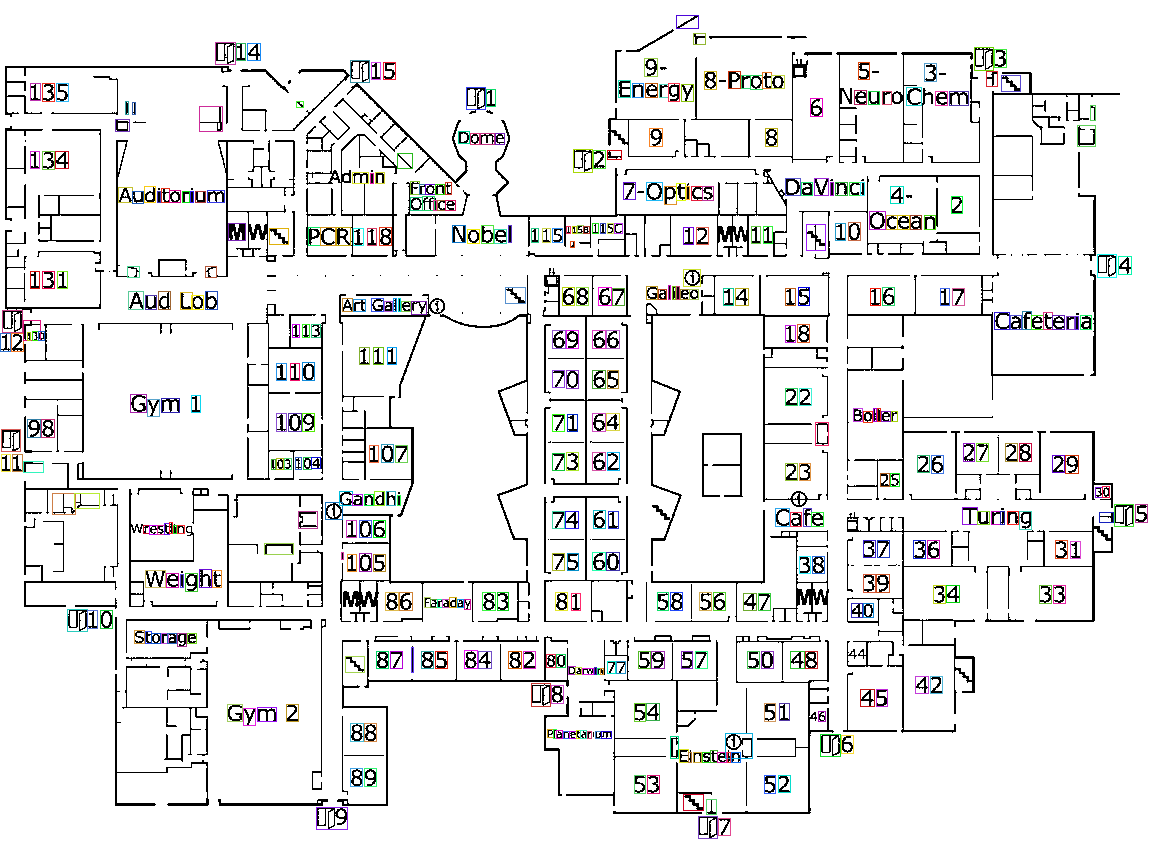 1
14
15
3
9-
Energy
8-Proto
5-
Neuro
3-
Chem
135
6
Dome
9
8
2
134
Admin
Auditorium
Front
Office
7-Optics
DaVinci
4-
Ocean
2
MW
PCR
118
Nobel
115
115B
115C
12
MW
11
10
4
131
Aud Lob
Art Gallery
1
68
67
Galileo
1
14
15
16
17
12
130
113
Cafeteria
18
69
66
111
110
70
65
Gym 1
22
109
71
64
Boiler
98
11
103
104
107
73
62
23
25
26
27
28
29
30
Gandhi
1
1
Cafe
Turing
5
Wrestling
106
74
61
105
75
60
38
37
36
31
Weight
39
MW
86
Faraday
83
81
58
56
47
MW
40
34
33
10
Storage
87
85
84
82
80
Darwin
77
59
57
50
48
44
8
45
42
Gym 2
54
51
46
88
Planetarium
1
Einstein
6
89
53
52
9
7